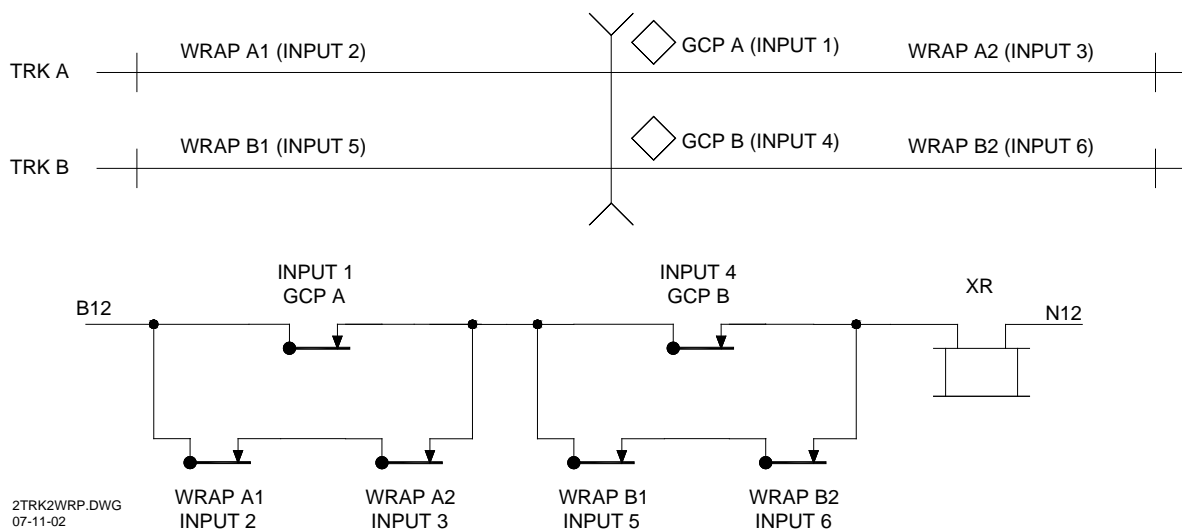 WRAP A1 (INPUT 2)
GCP A (INPUT 1)
WRAP A2 (INPUT 3)
TRK A
WRAP B1 (INPUT 5)
GCP B (INPUT 4)
WRAP B2 (INPUT 6)
TRK B
INPUT 1
GCP A
INPUT 4
GCP B
XR
B12
N12
WRAP A1
INPUT 2
WRAP A2
INPUT 3
WRAP B1
INPUT 5
WRAP B2
INPUT 6
2TRK2WRP.DWG
07-11-02